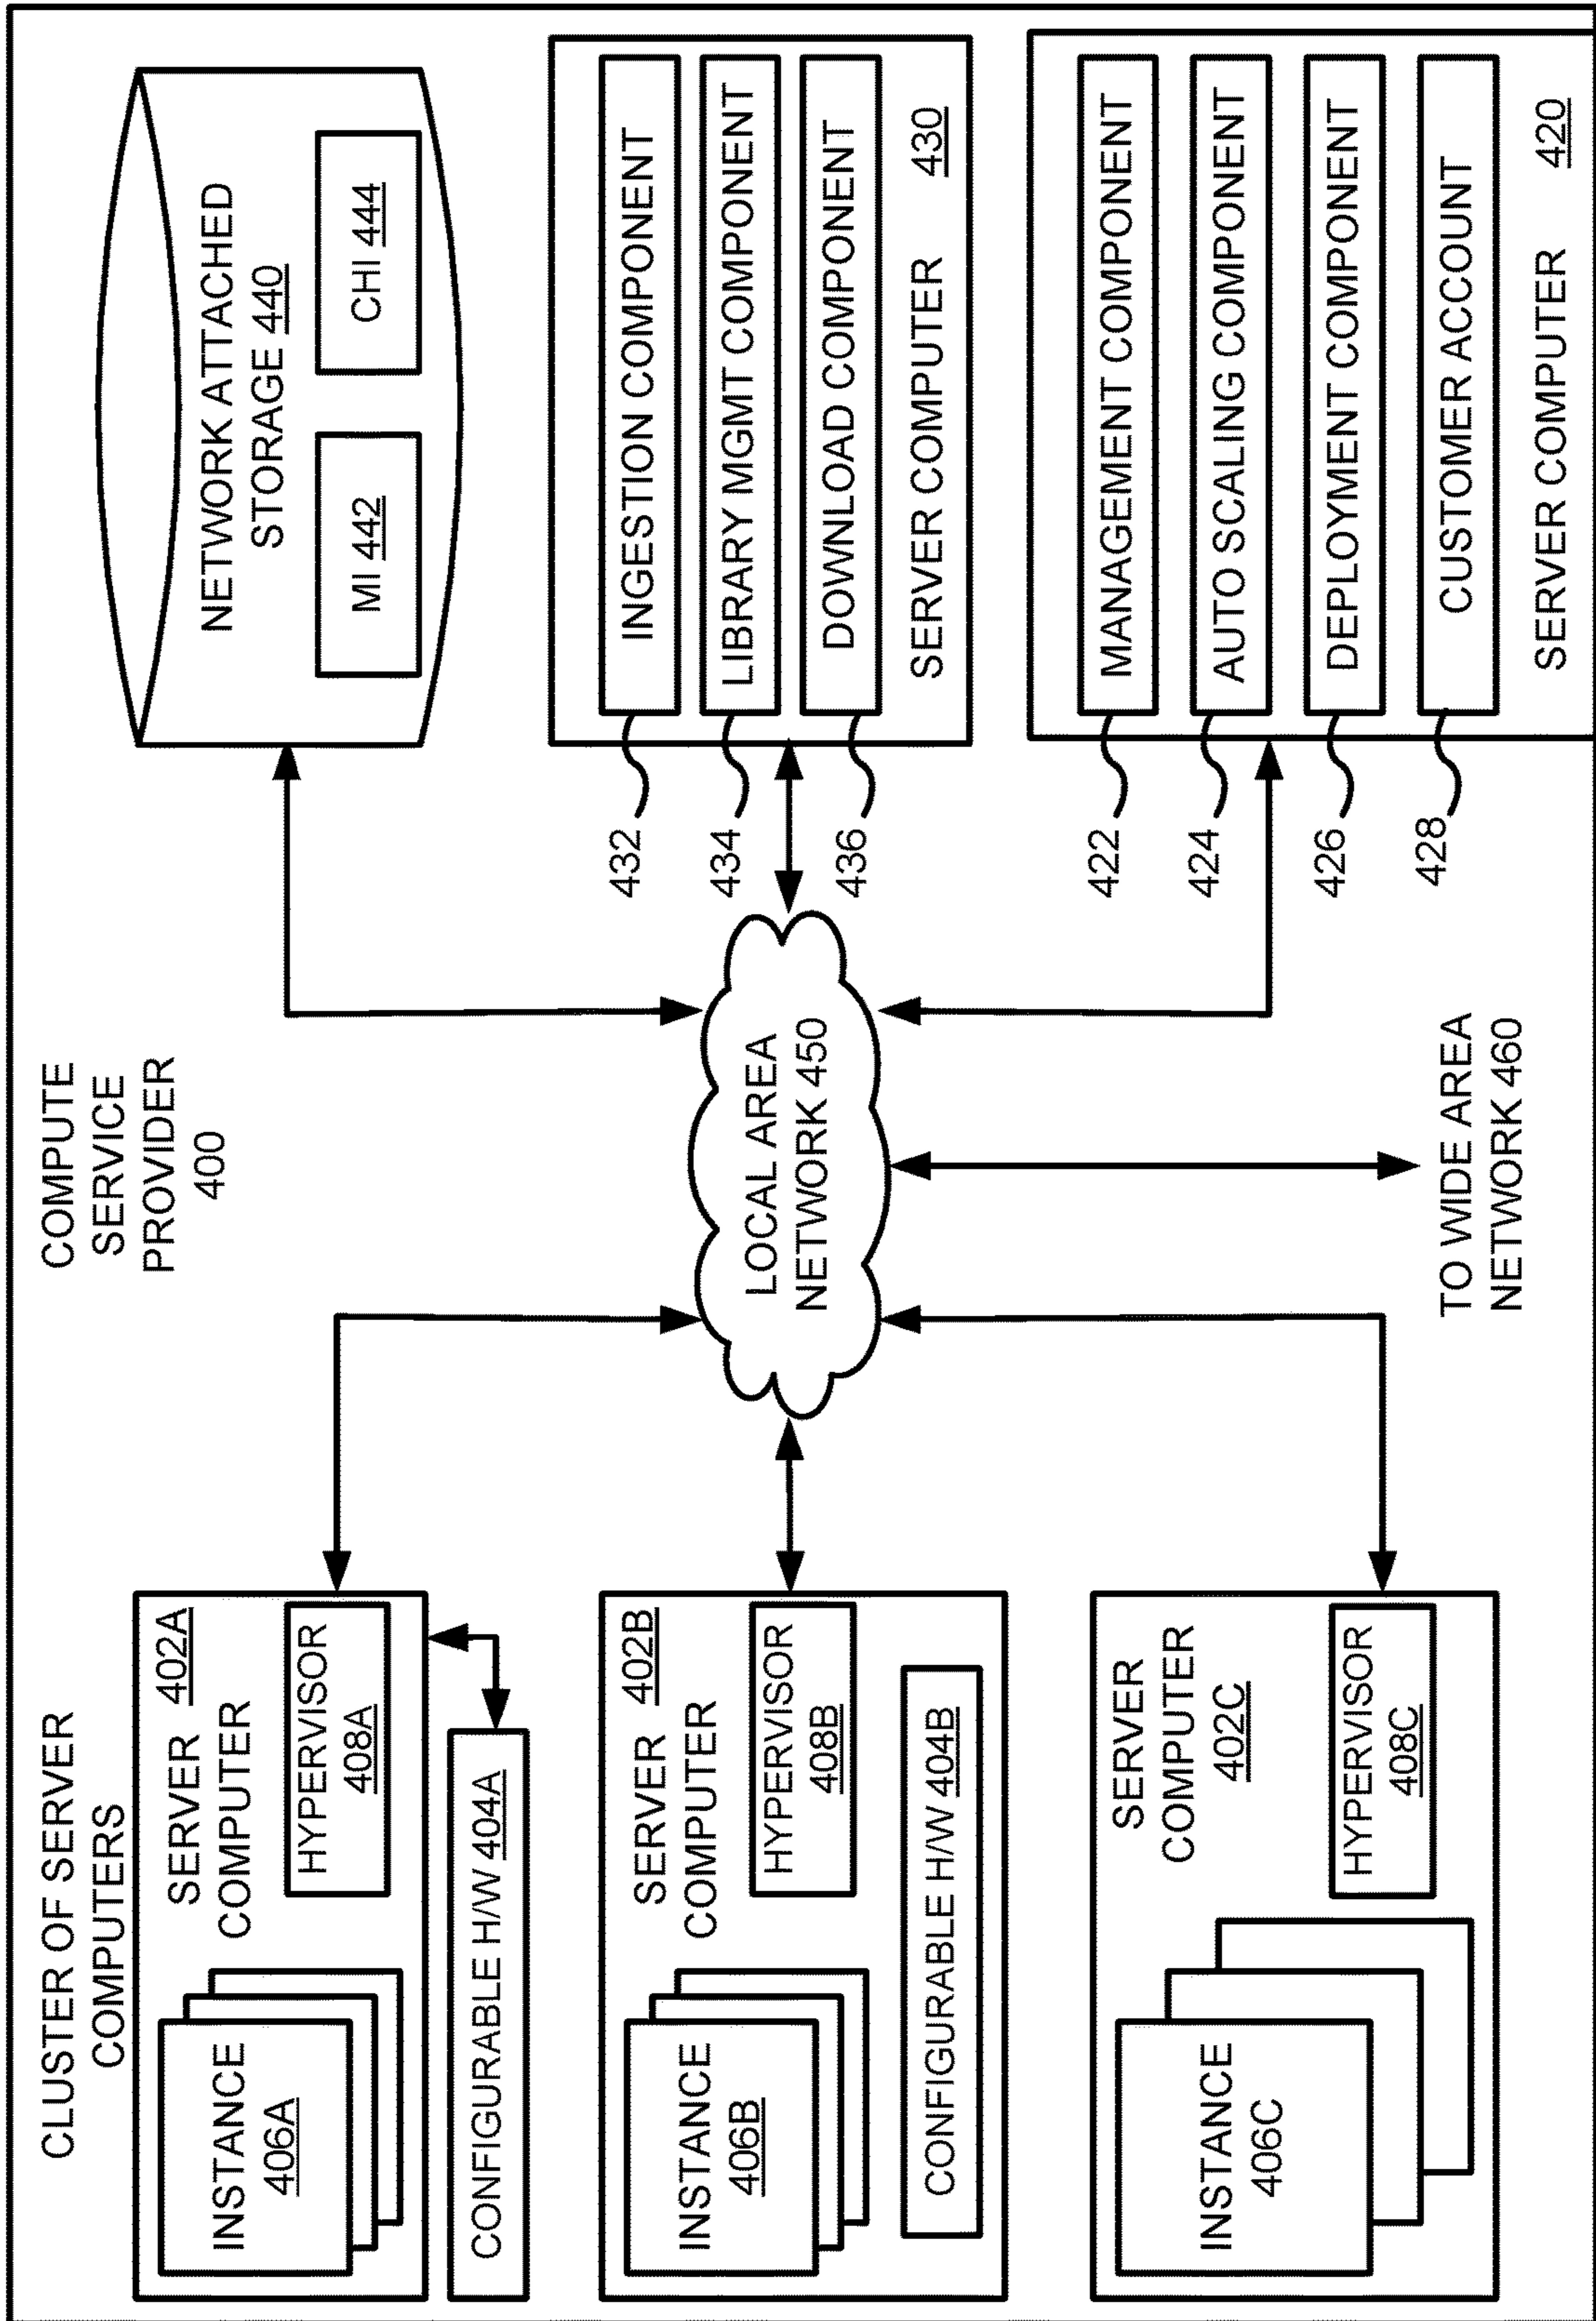 CLUSTER OF SERVER
COMPUTERS
COMPUTE
SERVICE
PROVIDER
400
SERVER 402A
COMPUTER
INSTANCE
406A
HYPERVISOR
408A
CONFIGURABLE H/W 404A
SERVER 402B
COMPUTER
INSTANCE
406B
HYPERVISOR
408B
CONFIGURABLE H/W 404B
SERVER
COMPUTER
402C
INSTANCE
406C
HYPERVISOR
408C
LOCAL AREA
NETWORK 450
TO WIDE AREA
NETWORK 460
NETWORK ATTACHED
STORAGE 440
MI 442
CHI 444
432
INGESTION COMPONENT
434
LIBRARY MGMT COMPONENT
436
DOWNLOAD COMPONENT
SERVER COMPUTER 430
422
MANAGEMENT COMPONENT
424
AUTO SCALING COMPONENT
426
DEPLOYMENT COMPONENT
428
CUSTOMER ACCOUNT
SERVER COMPUTER 420